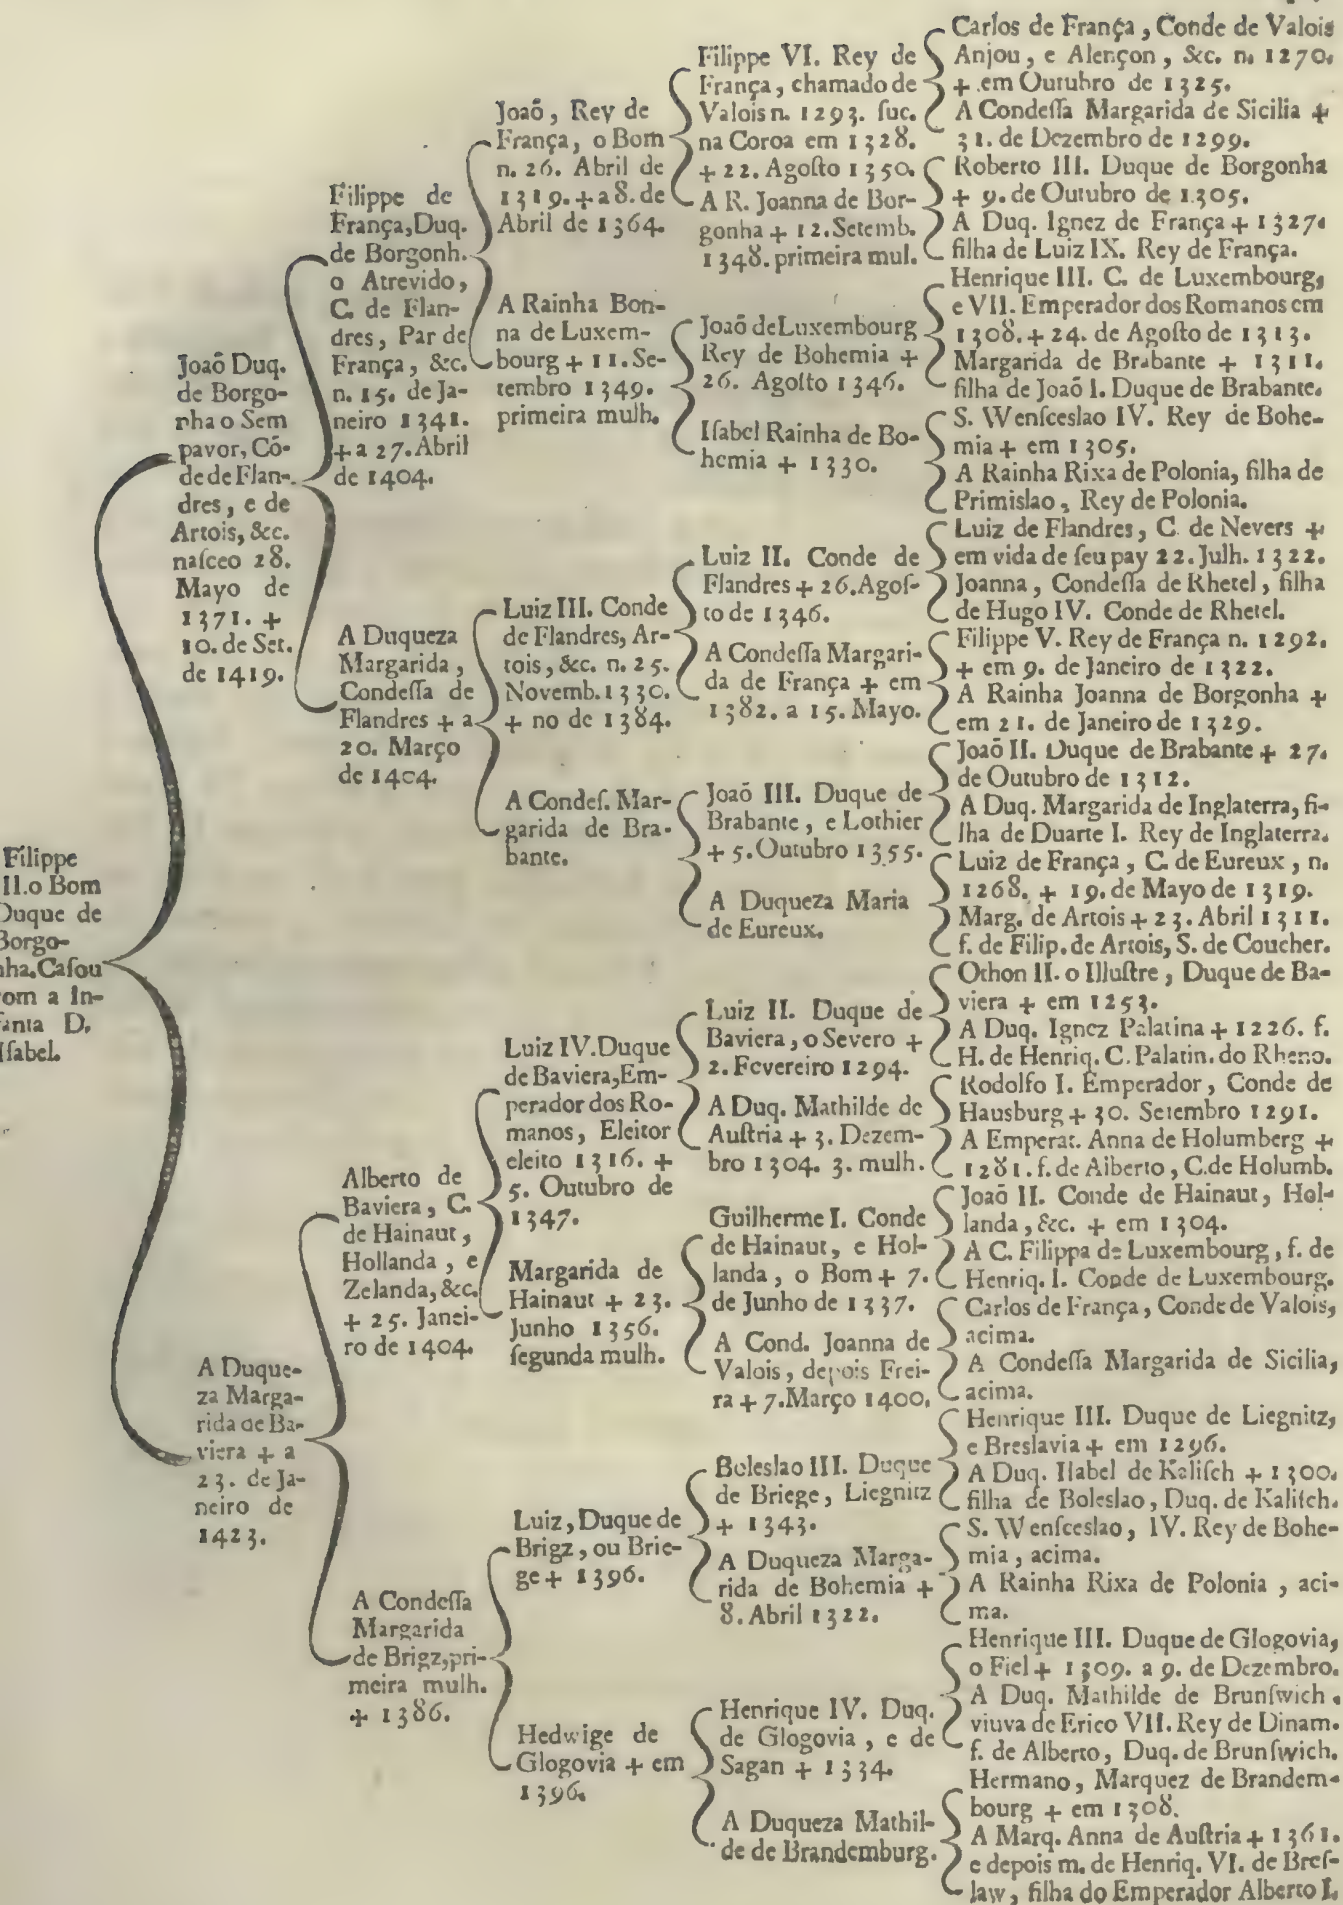 Filippe
II. o Bom
Duque de
Borgo-
nha. Caſou
com a In-
fanta D.
Iſabel.
Joaõ Duq.
de Borgo-
nha o Sem
pavor, Cõ-
de de Flan-
dres, e de
Artois, &c.
naſceo 28.
Mayo de
1371. +
10. de Set.
de 1419.
A Duque-
za Marga-
rida de Ba-
viera + a
23. de Ja-
neiro de
1423.
Filippe de
França, Duq.
de Borgonh.
o Atrevido,
C. de Flan-
dres, Par de
França, &c.
n. 15. de Ja-
neiro 1341.
+ a 27. Abril
de 1404.
A Duqueza
Margarida,
Condeſſa de
Flandres + a
20. Março
de 1404.
Alberto de
Baviera, C.
de Hainaut,
Hollanda, e
Zelanda, &c.
+ 25. Janei-
ro de 1404.
A Condeſſa
Margarida
de Brigz, pri-
meira mulh.
+ 1386.
Joaõ, Rey de
França, o Bom
n. 26. Abril de
1319. + a 8. de
Abril de 1364.
A Rainha Bon-
na de Luxem-
bourg + 11. Se-
tembro 1349.
primeira mulh.
Luiz III. Conde
de Flandres, Ar-
tois, &c. n. 25.
Novemb. 1330.
+ no de 1384.
A Condeſ. Mar-
garida de Bra-
bante.
Luiz IV. Duque
de Baviera, Em-
perador dos Ro-
manos, Eleitor
eleito 1316. +
5. Outubro de
1347.
Margarida de
Hainaut + 23.
Junho 1356.
ſegunda mulh.
Luiz, Duque de
Brigz, ou Brie-
ge + 1396.
Hedwige de
Glogovia + em
1396.
Filippe VI. Rey de
França, chamado de
Valois n. 1293. ſuc.
na Coroa em 1328.
+ 22. Agoſto 1350.
A R. Joanna de Bor-
gonha + 12. Setemb.
1348. primeira mul.
Joaõ de Luxembourg
Rey de Bohemia +
26. Agoſto 1346.
Iſabel Rainha de Bo-
hemia + 1330.
Luiz II. Conde de
Flandres + 26. Agoſ-
to de 1346.
A Condeſſa Margari-
da de França + em
1382. a 15. Mayo.
Joaõ III. Duque de
Brabante, e Lothier
+ 5. Outubro 1355.
A Duqueza Maria
de Eureux.
Luiz II. Duque de
Baviera, o Severo +
2. Fevereiro 1294.
A Duq. Mathilde de
Auſtria + 3. Dezem-
bro 1304. 3. mulh.
Guilherme I. Conde
de Hainaut, e Hol-
landa, o Bom + 7.
de Junho de 1337.
A Cond. Joanna de
Valois, depois Frei-
ra + 7. Março 1400.
Boleslao III. Duque
de Briege, Liegnitz
+ 1343.
A Duqueza Marga-
rida de Bohemia +
8. Abril 1322.
Henrique IV. Duq.
de Glogovia, e de
Sagan + 1334.
A Duqueza Mathil-
de de Brandemburg.
Carlos de França, Conde de Valois
Anjou, e Alençon, &c. n. 1270.
+ em Outubro de 1325.
A Condeſſa Margarida de Sicilia +
31. de Dezembro de 1299.
Roberto III. Duque de Borgonha
+ 9. de Outubro de 1305.
A Duq. Ignez de França + 1327.
filha de Luiz IX. Rey de França.
Henrique III. C. de Luxembourg,
e VII. Emperador dos Romanos em
1308. + 24. de Agoſto de 1313.
Margarida de Brabante + 1311.
filha de Joaõ I. Duque de Brabante.
S. Wenſceslao IV. Rey de Bohe-
mia + em 1305.
A Rainha Rixa de Polonia, filha de
Primislao, Rey de Polonia.
Luiz de Flandres, C. de Nevers +
em vida de ſeu pay 22. Julh. 1322.
Joanna, Condeſſa de Rhetel, filha
de Hugo IV. Conde de Rhetel.
Filippe V. Rey de França n. 1292.
+ em 9. de Janeiro de 1322.
A Rainha Joanna de Borgonha +
em 21. de Janeiro de 1329.
Joaõ II. Duque de Brabante + 27.
de Outubro de 1312.
A Duq. Margarida de Inglaterra, fi-
lha de Duarte I. Rey de Inglaterra.
Luiz de França, C. de Eureux, n.
1268. + 19. de Mayo de 1319.
Marg. de Artois + 23. Abril 1311.
f. de Filip. de Artois, S. de Coucher.
Othon II. o Illuſtre, Duque de Ba-
viera + em 1253.
A Duq. Ignez Palatina + 1226. f.
H. de Henriq. C. Palatin. do Rheno.
Rodolfo I. Emperador, Conde de
Hausburg + 30. Setembro 1291.
A Emperat. Anna de Holumberg +
1281. f. de Alberto, C. de Holumb.
Joaõ II. Conde de Hainaut, Hol-
landa, &c. + em 1304.
A C. Filippa de Luxembourg, f. de
Henriq. I. Conde de Luxembourg.
Carlos de França, Conde de Valois,
acima.
A Condeſſa Margarida de Sicilia,
acima.
Henrique III. Duque de Liegnitz,
e Breslavia + em 1296.
A Duq. Iſabel de Kaliſch + 1300.
filha de Boleslao, Duq. de Kaliſch.
S. Wenſceslao, IV. Rey de Bohe-
mia, acima.
A Rainha Rixa de Polonia, aci-
ma.
Henrique III. Duque de Glogovia,
o Fiel + 1309. a 9. de Dezembro.
A Duq. Mathilde de Brunſwich.
viuva de Erico VII. Rey de Dinam.
f. de Alberto, Duq. de Brunſwich.
Hermano, Marquez de Brandem-
bourg + em 1308.
A Marq. Anna de Auſtria + 1361.
e depois m. de Henriq. VI. de Breſ-
law, filha do Emperador Alberto I.